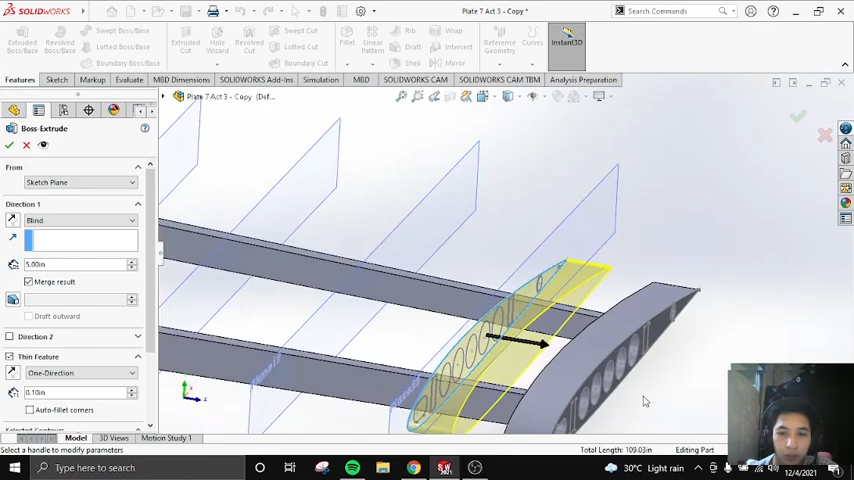 SOLIDWORKS
Plate 7 Act 3 - Copy *
Search Commands
Extruded Boss/Base
Revolved Boss/Base
Swept Boss/Base
Lofted Boss/Base
Boundary Boss/Base
Extruded Cut
Hole Wizard
Revolved Cut
Swept Cut
Lofted Cut
Boundary Cut
Fillet
Linear Pattern
Rib
Draft
Shell
Wrap
Intersect
Mirror
Reference Geometry
Curves
Instant3D
Features
Sketch
Markup
Evaluate
MBD Dimensions
SOLIDWORKS Add-Ins
Simulation
MBD
SOLIDWORKS CAM
SOLIDWORKS CAM TBM
Analysis Preparation
Plate 7 Act 3 - Copy (Def...
Boss-Extrude
From
Sketch Plane
Direction 1
Blind
5.00in
Merge result
Draft outward
Direction 2
Thin Feature
One-Direction
0.10in
Auto-fillet corners
Selected Contours
Model
3D Views
Motion Study 1
Select a handle to modify parameters
Total Length: 109.03in
Editing Part
Type here to search
30°C Light rain
12/4/2021